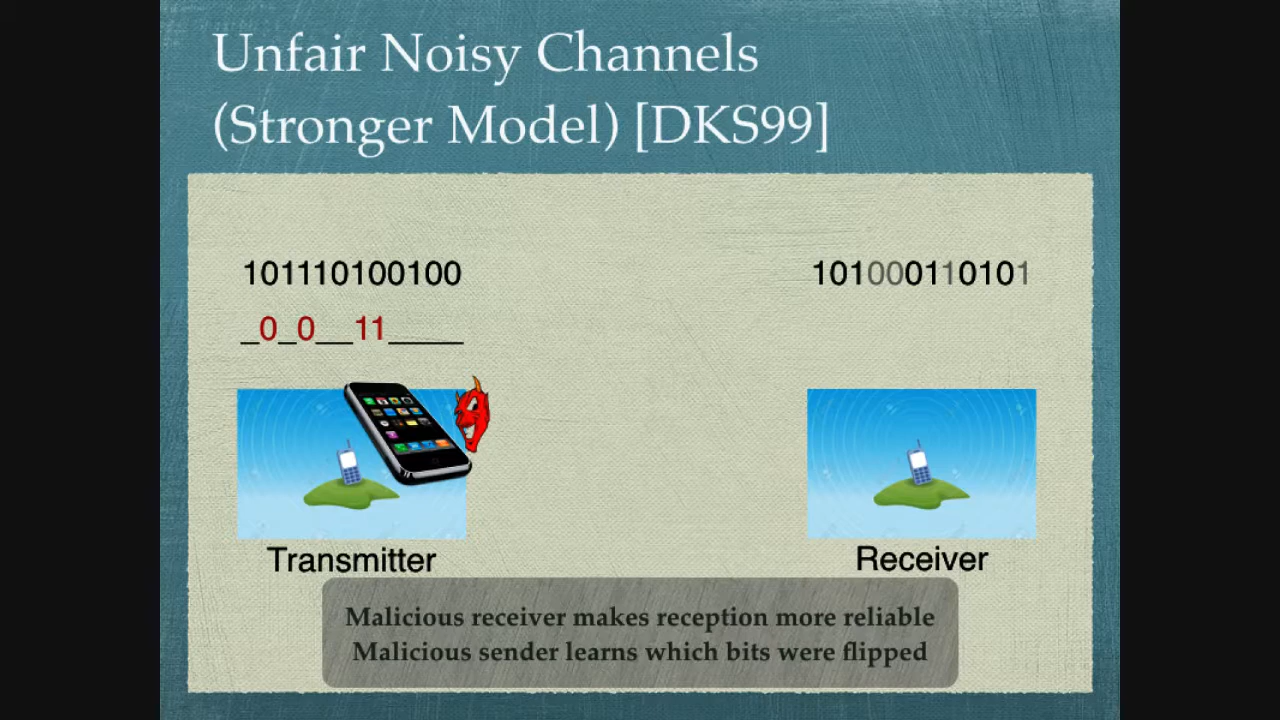 Unfair Noisy Channels
(Stronger Model) [DKS99]
101110100100
101000110101
_0_0__11____
Transmitter
Receiver
Malicious receiver makes reception more reliable
Malicious sender learns which bits were flipped